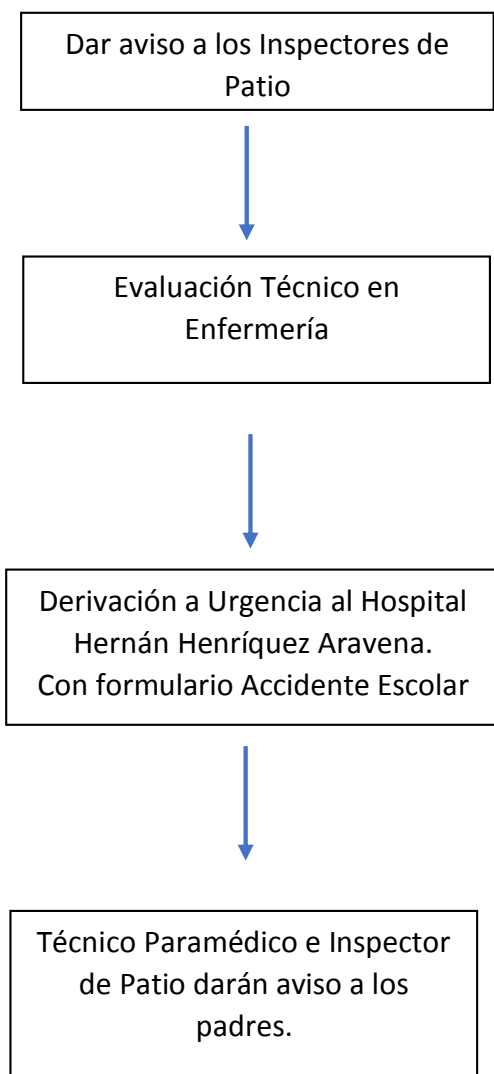 Dar aviso a los Inspectores de
Patio
Evaluación Técnico en
Enfermería
Derivación a Urgencia al Hospital
Hernán Henríquez Aravena.
Con formulario Accidente Escolar
Técnico Paramédico e Inspector
de Patio darán aviso a los
padres.